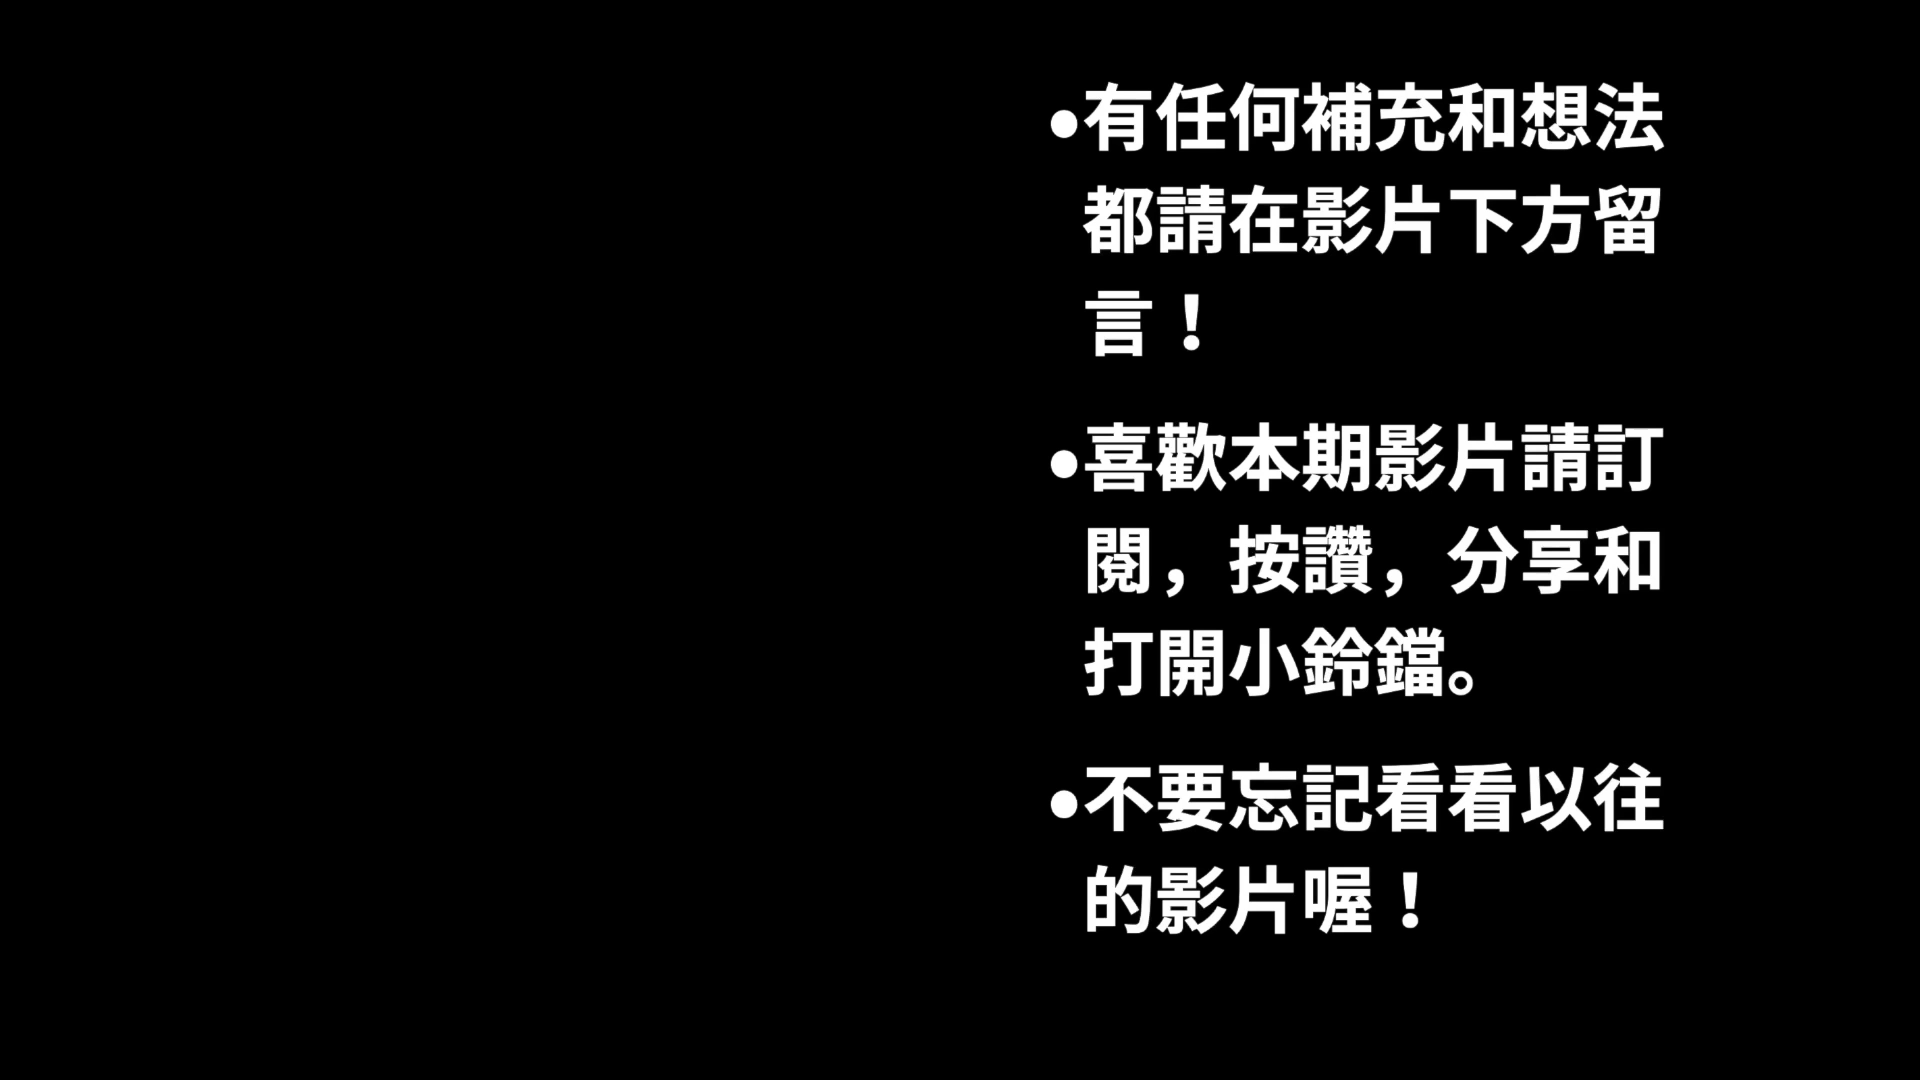 •有任何補充和想法
都請在影片下方留
言！
•喜歡本期影片請訂
閱，按讚，分享和
打開小鈴鐺。
•不要忘記看看以往
的影片喔！